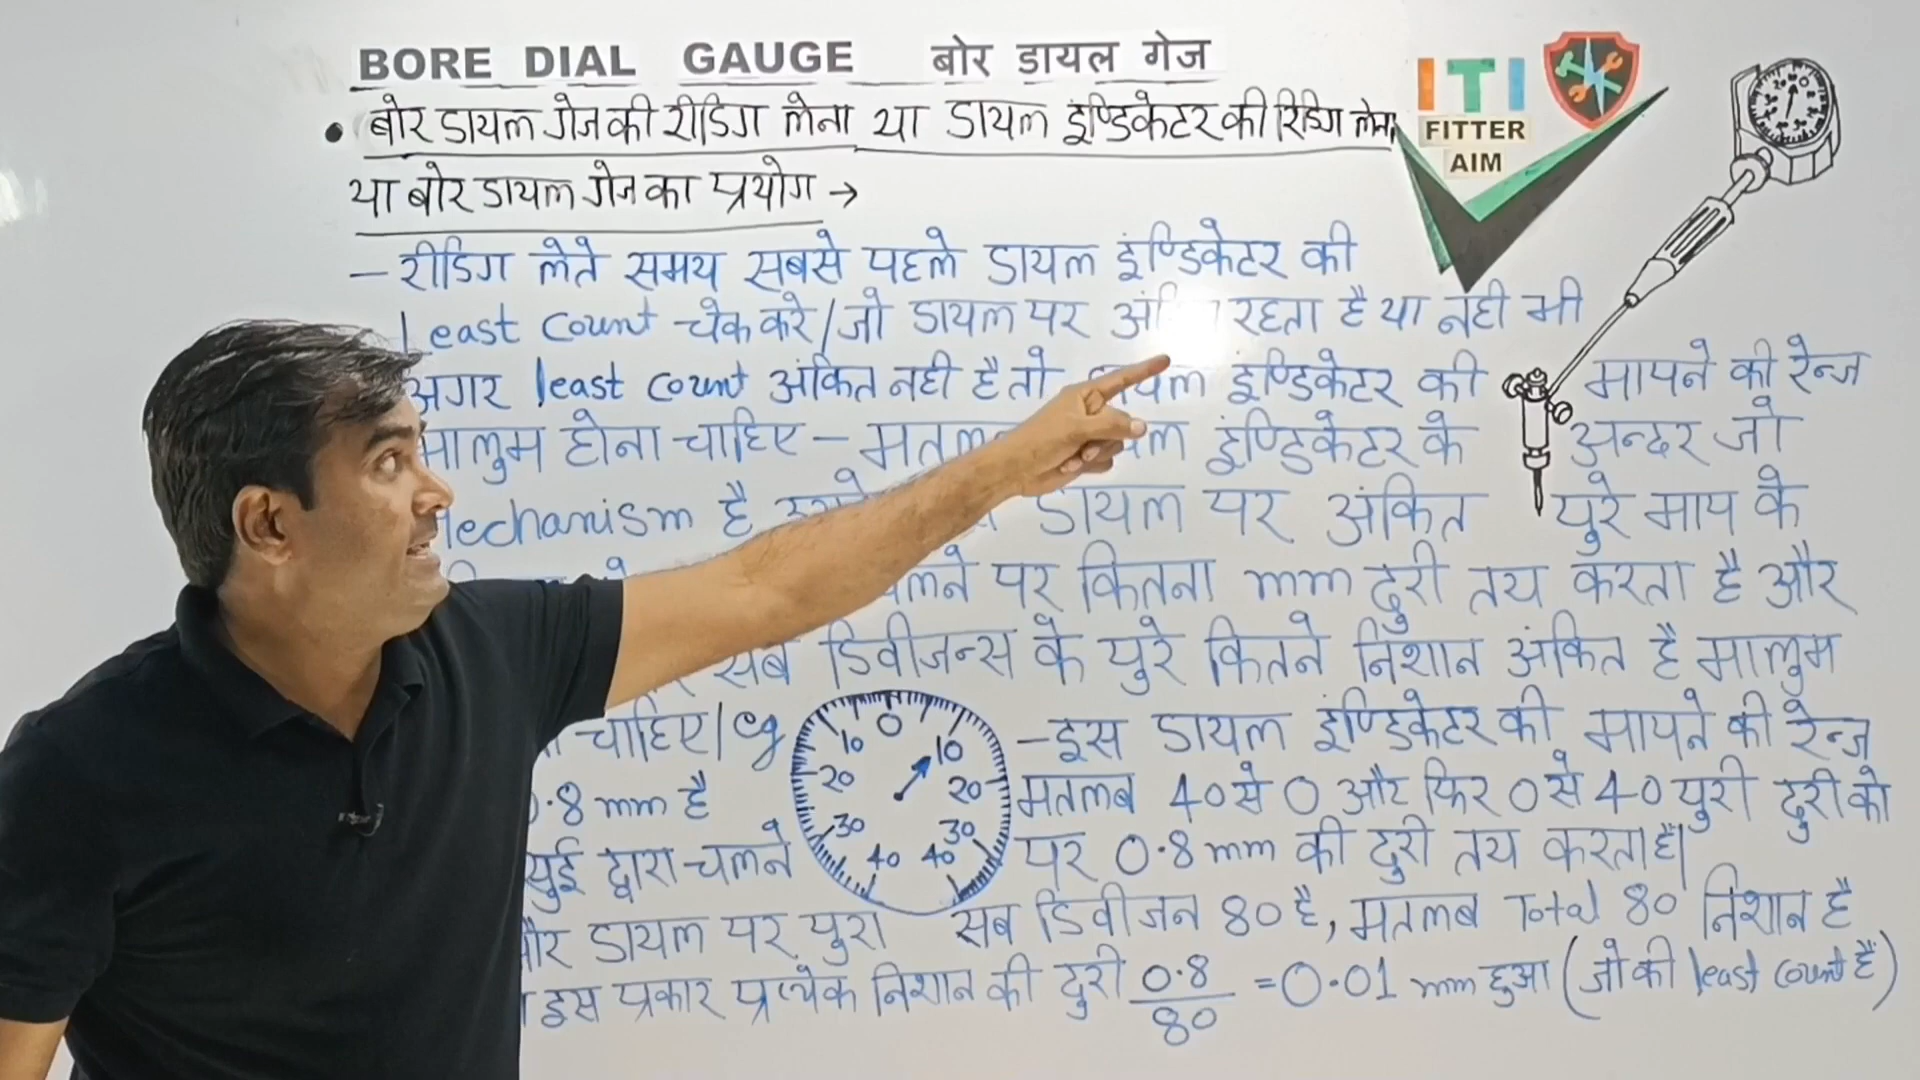 BORE DIAL GAUGE बोर डायल गेज
• बोर डायल गेज की रीडिंग लेना या डायल इण्डिकेटर की रिडिंग लेना
या बोर डायल गेज का प्रयोग →
ITI
FITTER
AIM
– रीडिंग लेते समय सबसे पहले डायल इंण्डिकेटर की
Least Count चेक करे/जो डायल पर रहता है या नही भी
अगर least count अंकित नही है तो इंण्डिकेटर की मापने की रेन्ज
मालुम होना चाहिए – इंण्डिकेटर के अन्दर जो
Mechanism है डायल पर अंकित पुरे माप के
चलने पर कितना mm दुरी तय करता है और
सब डिवीजन्स के पुरे कितने निशान अंकित है मालुम
चाहिए/eg – इस डायल इंण्डिकेटर की मापने की रेन्ज
0.8 mm है मतलब 40 से 0 और फिर 0 से 40 पुरी दुरी को
सुई द्वारा चलने पर 0.8 mm की दुरी तय करता है।
और डायल पर पुरा सब डिवीजन 80 है, मतलब Total 80 निशान है
इस प्रकार प्रत्येक निशान की दुरी 0.8/80 = 0.01 mm हुआ (जो की least count है)
0
10 10
20 20
30 30
40 40